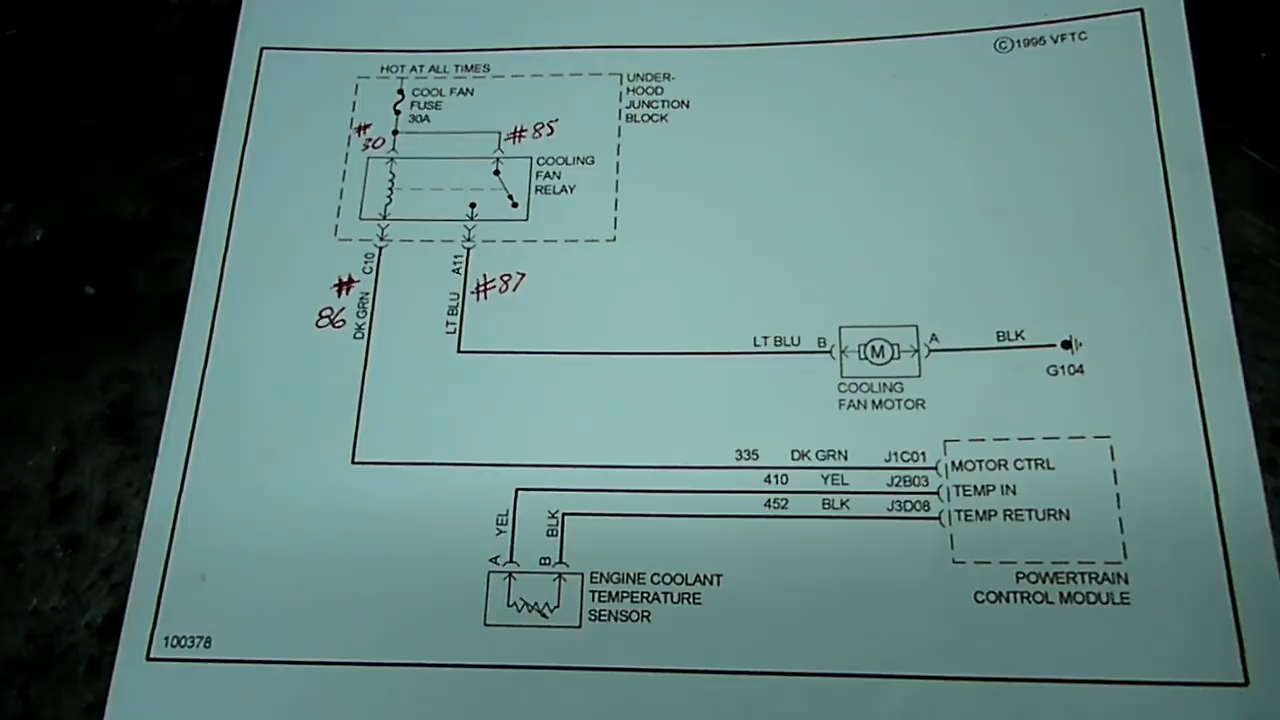 © 1995 VFTC
HOT AT ALL TIMES
COOL FAN
FUSE
30A
UNDER-
HOOD
JUNCTION
BLOCK
#30
#85
COOLING
FAN
RELAY
C10
A11
#86
DK GRN
#87
LT BLU
LT BLU B
A
BLK
G104
COOLING
FAN MOTOR
335 DK GRN J1C01
MOTOR CTRL
410 YEL J2B03
TEMP IN
452 BLK J3D08
TEMP RETURN
YEL
BLK
A
B
ENGINE COOLANT
TEMPERATURE
SENSOR
POWERTRAIN
CONTROL MODULE
M
100378